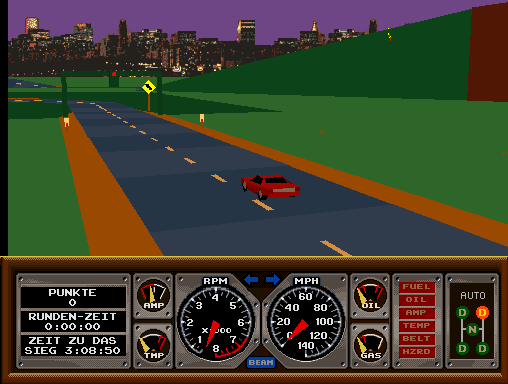 PUNKTE
0
RUNDEN-ZEIT
0:00:00
ZEIT ZU DAS
SIEG 3:08:50
AMP
TMP
RPM
4
3 5
2 6
1 7
8
BEAM
MPH
60
40 80
20 100
0 120
140
OIL
GAS
FUEL
OIL
AMP
TEMP
BELT
HZRD
AUTO
D D
N
D D